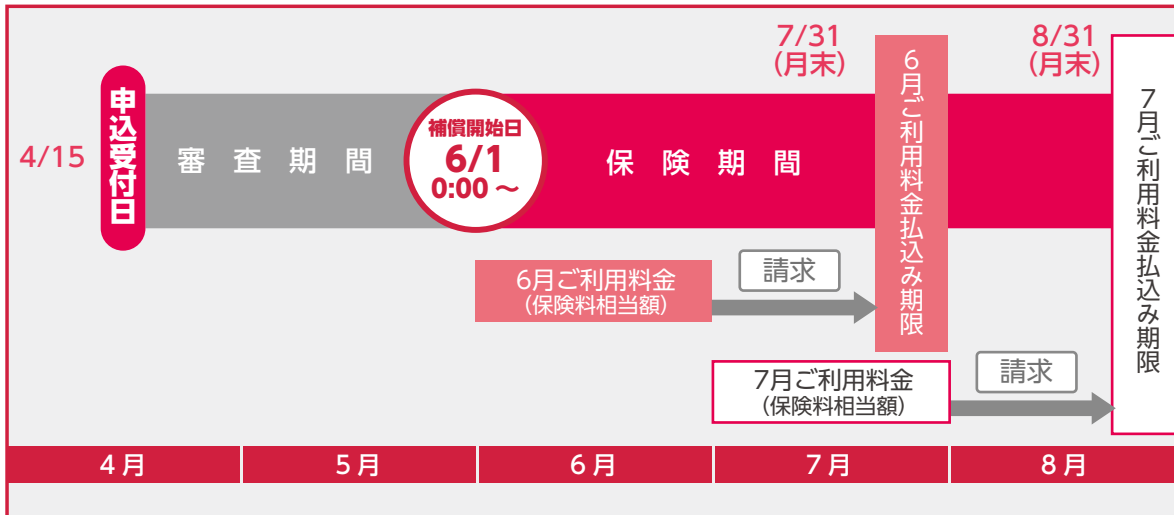 4/15
申込受付日
審査期間
補償開始日
6/1
0:00～
保険期間
7/31
(月末)
6月ご利用料金払込み期限
8/31
(月末)
7月ご利用料金払込み期限
6月ご利用料金
(保険料相当額)
請求
7月ご利用料金
(保険料相当額)
請求
4月
5月
6月
7月
8月